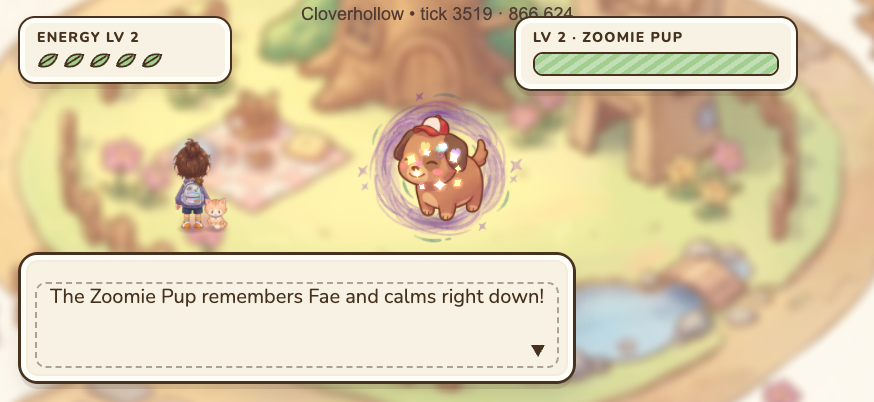 Cloverhollow • tick 3519 · 866,624
ENERGY LV 2
LV 2 · ZOOMIE PUP
The Zoomie Pup remembers Fae and calms right down!